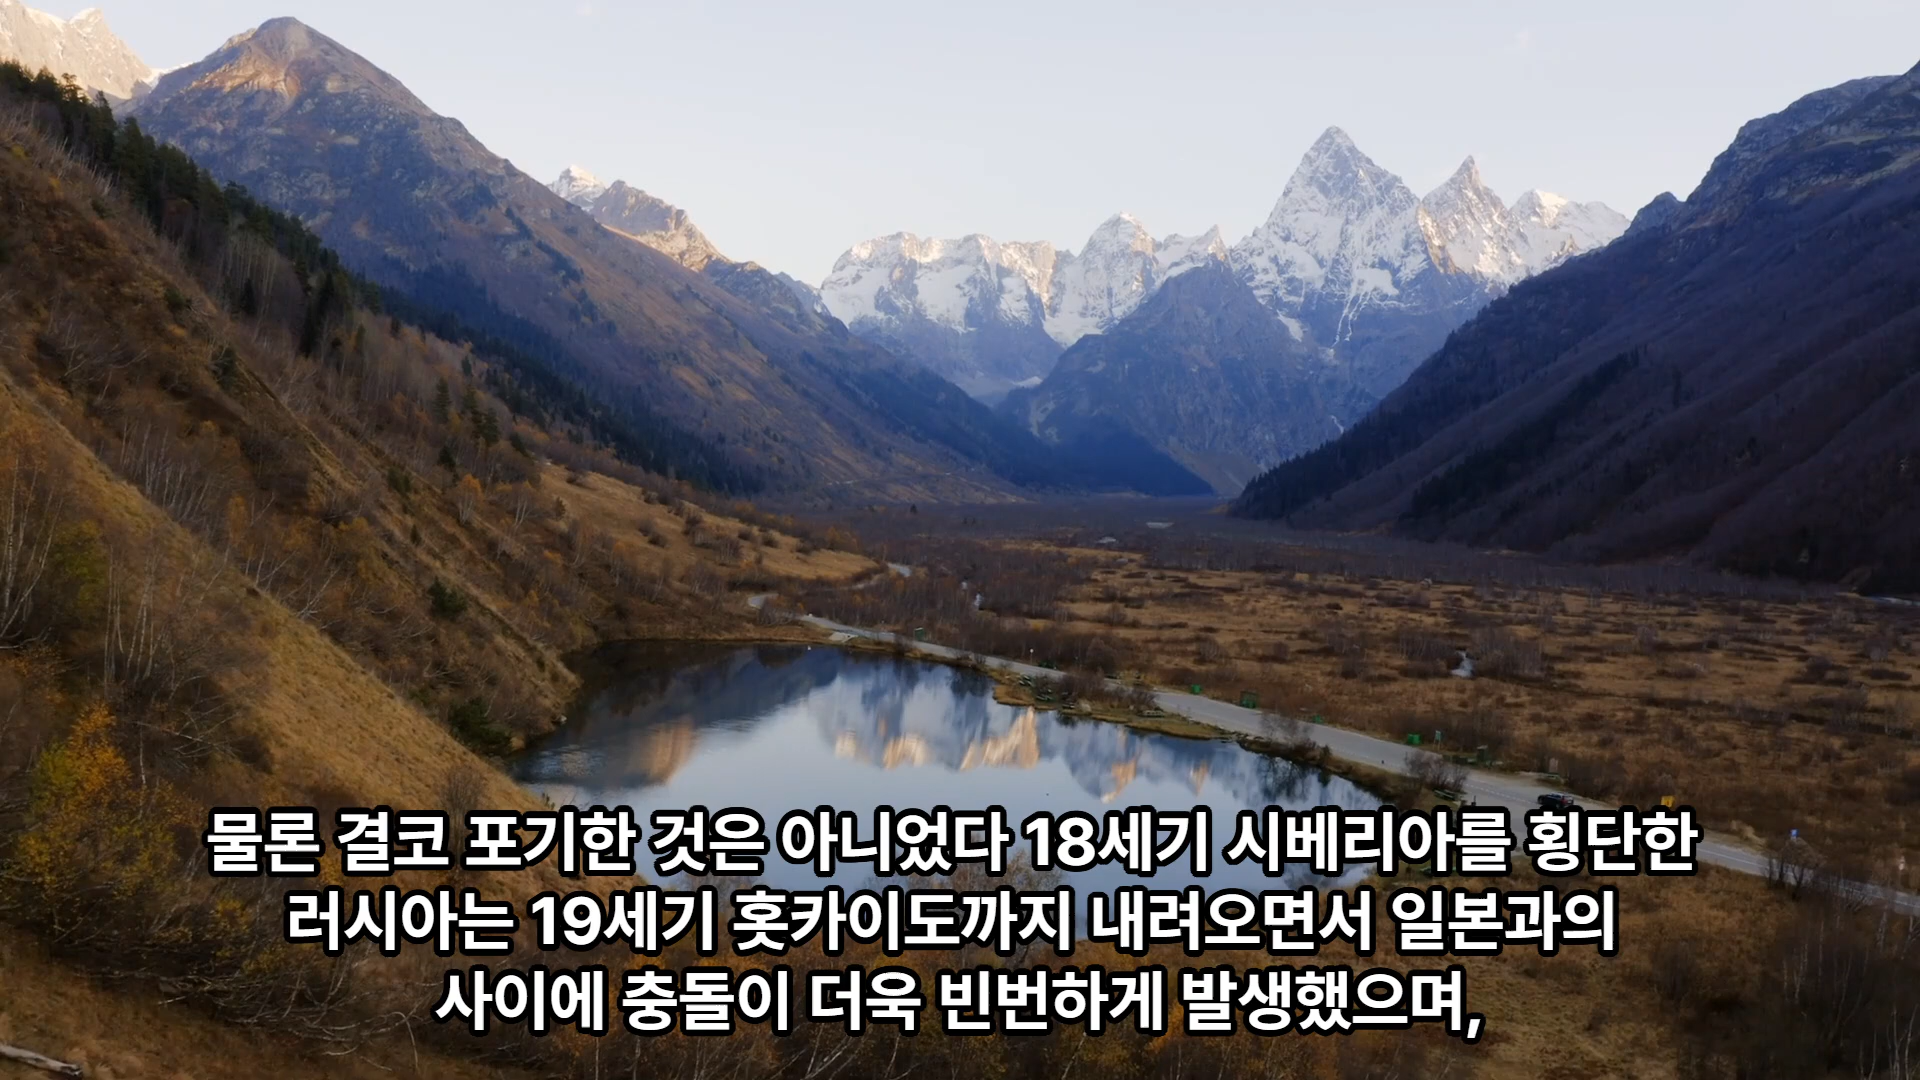 물론 결코 포기한 것은 아니었다 18세기 시베리아를 횡단한
러시아는 19세기 홋카이도까지 내려오면서 일본과의
사이에 충돌이 더욱 빈번하게 발생했으며,